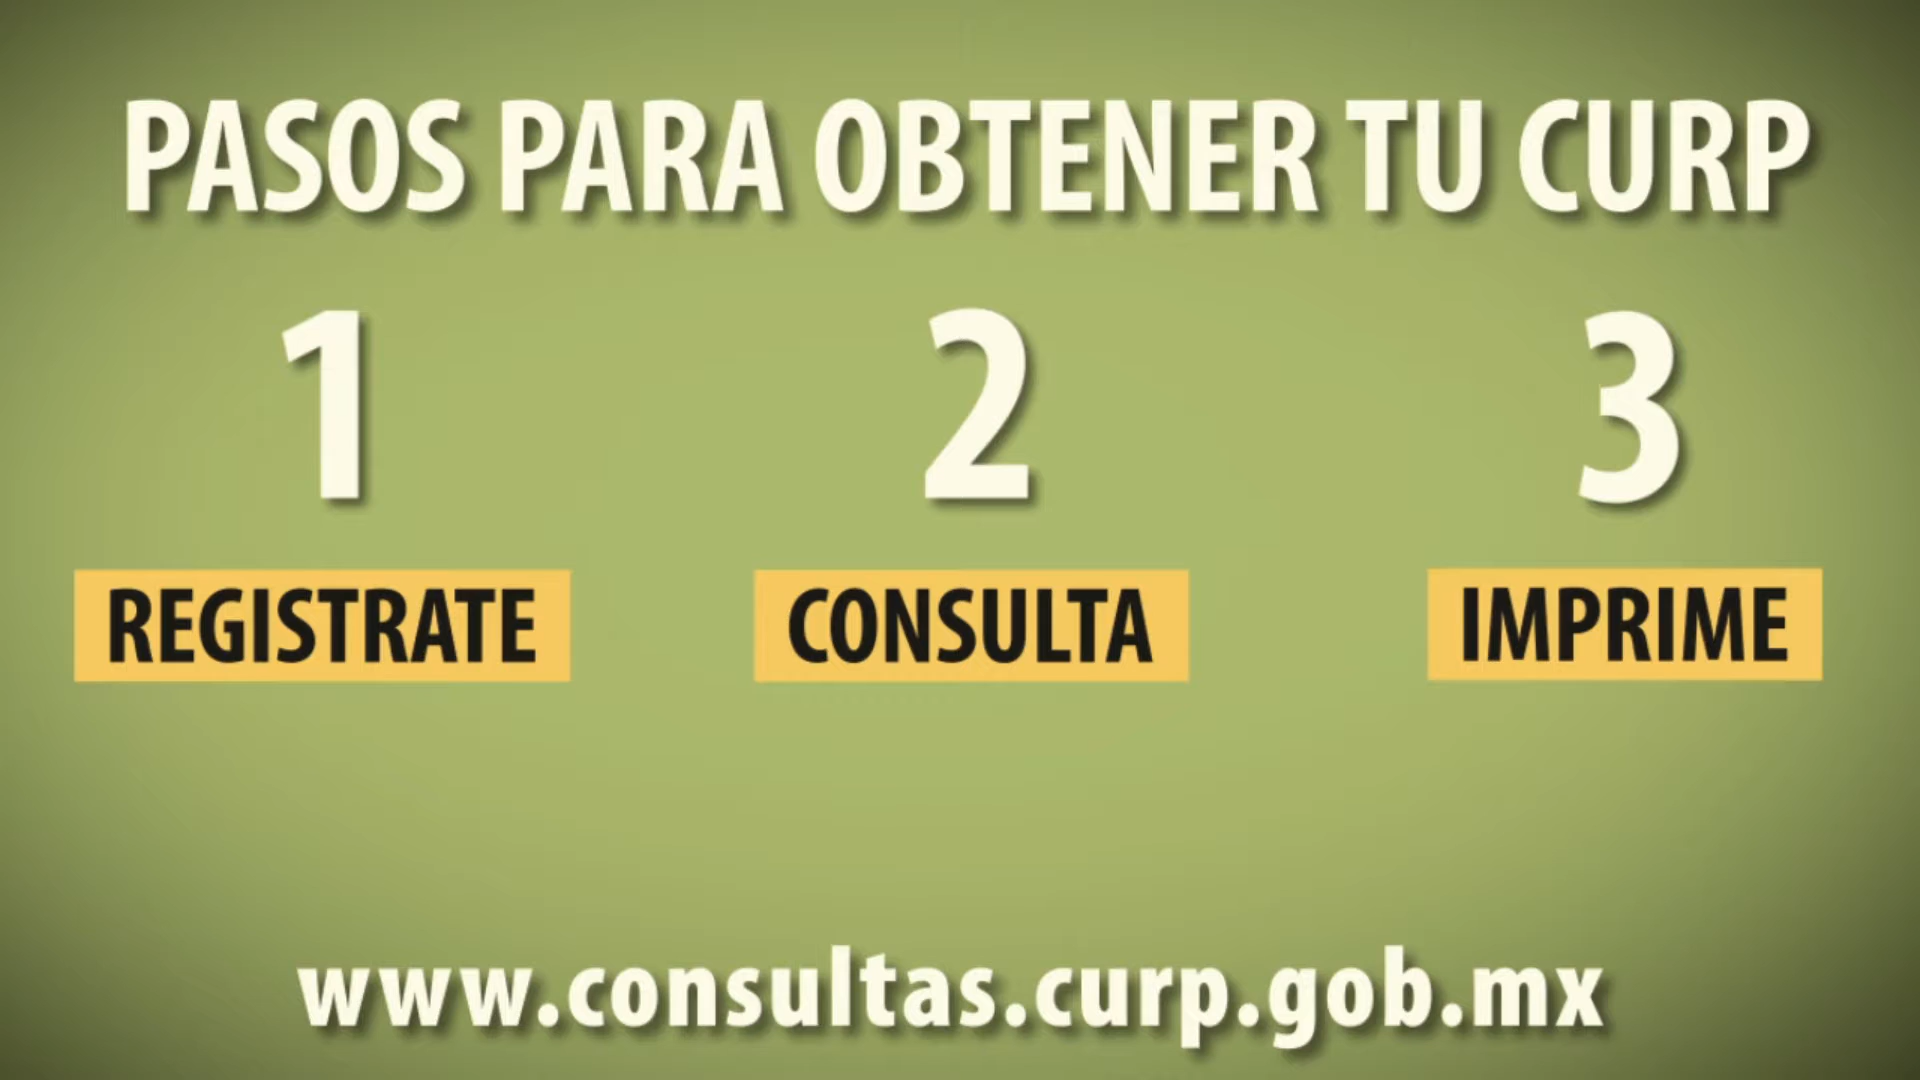 PASOS PARA OBTENER TU CURP
1 2 3
REGISTRATE CONSULTA IMPRIME
www.consultas.curp.gob.mx